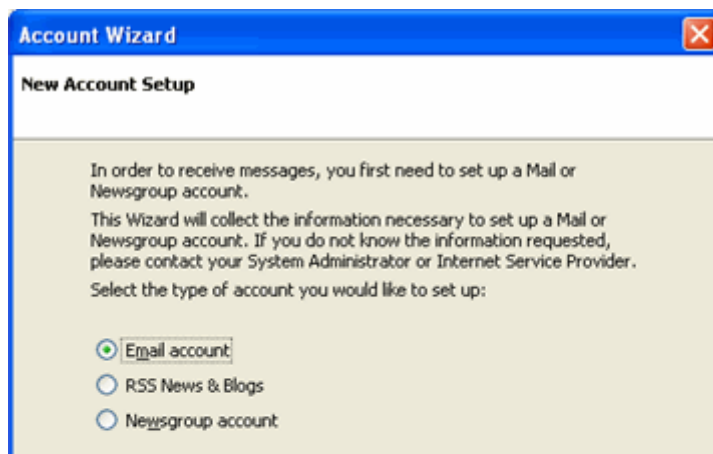 Account Wizard
New Account Setup
In order to receive messages, you first need to set up a Mail or
Newsgroup account.
This Wizard will collect the information necessary to set up a Mail or
Newsgroup account. If you do not know the information requested,
please contact your System Administrator or Internet Service Provider.
Select the type of account you would like to set up:
Email account
RSS News & Blogs
Newsgroup account